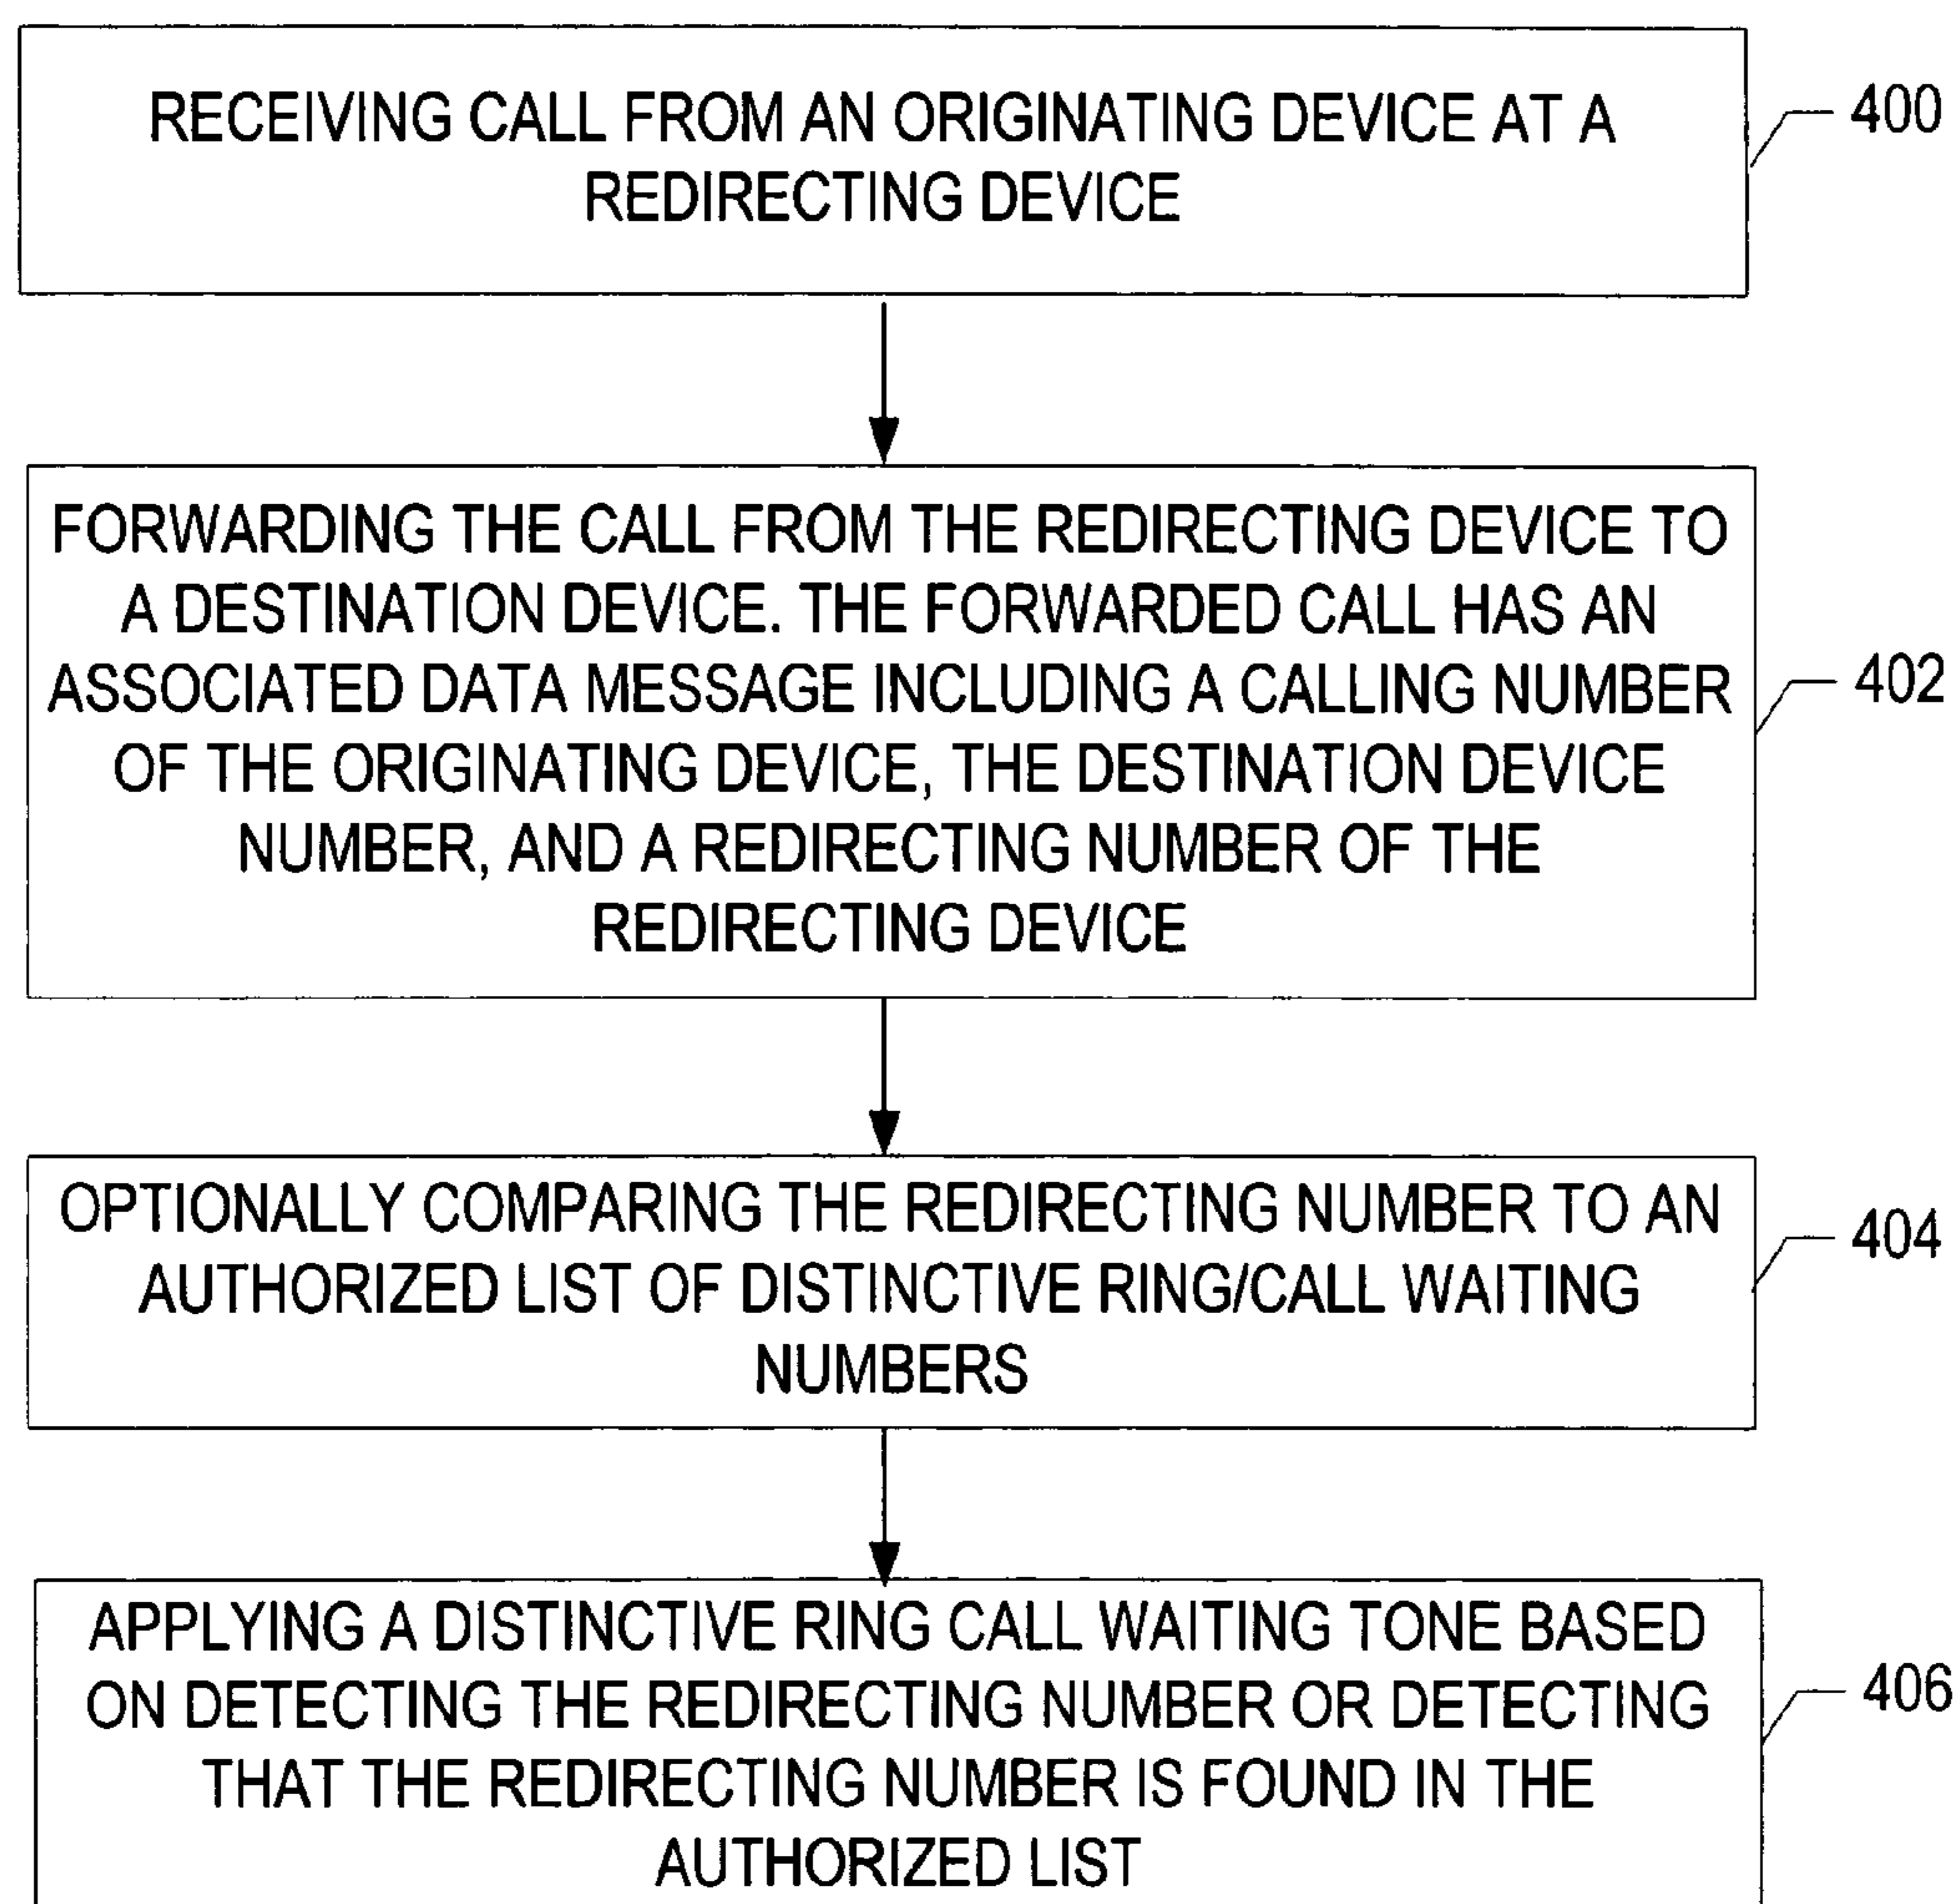 RECEIVING CALL FROM AN ORIGINATING DEVICE AT A
REDIRECTING DEVICE
400
FORWARDING THE CALL FROM THE REDIRECTING DEVICE TO
A DESTINATION DEVICE. THE FORWARDED CALL HAS AN
ASSOCIATED DATA MESSAGE INCLUDING A CALLING NUMBER
OF THE ORIGINATING DEVICE, THE DESTINATION DEVICE
NUMBER, AND A REDIRECTING NUMBER OF THE
REDIRECTING DEVICE
402
OPTIONALLY COMPARING THE REDIRECTING NUMBER TO AN
AUTHORIZED LIST OF DISTINCTIVE RING/CALL WAITING
NUMBERS
404
APPLYING A DISTINCTIVE RING CALL WAITING TONE BASED
ON DETECTING THE REDIRECTING NUMBER OR DETECTING
THAT THE REDIRECTING NUMBER IS FOUND IN THE
AUTHORIZED LIST
406